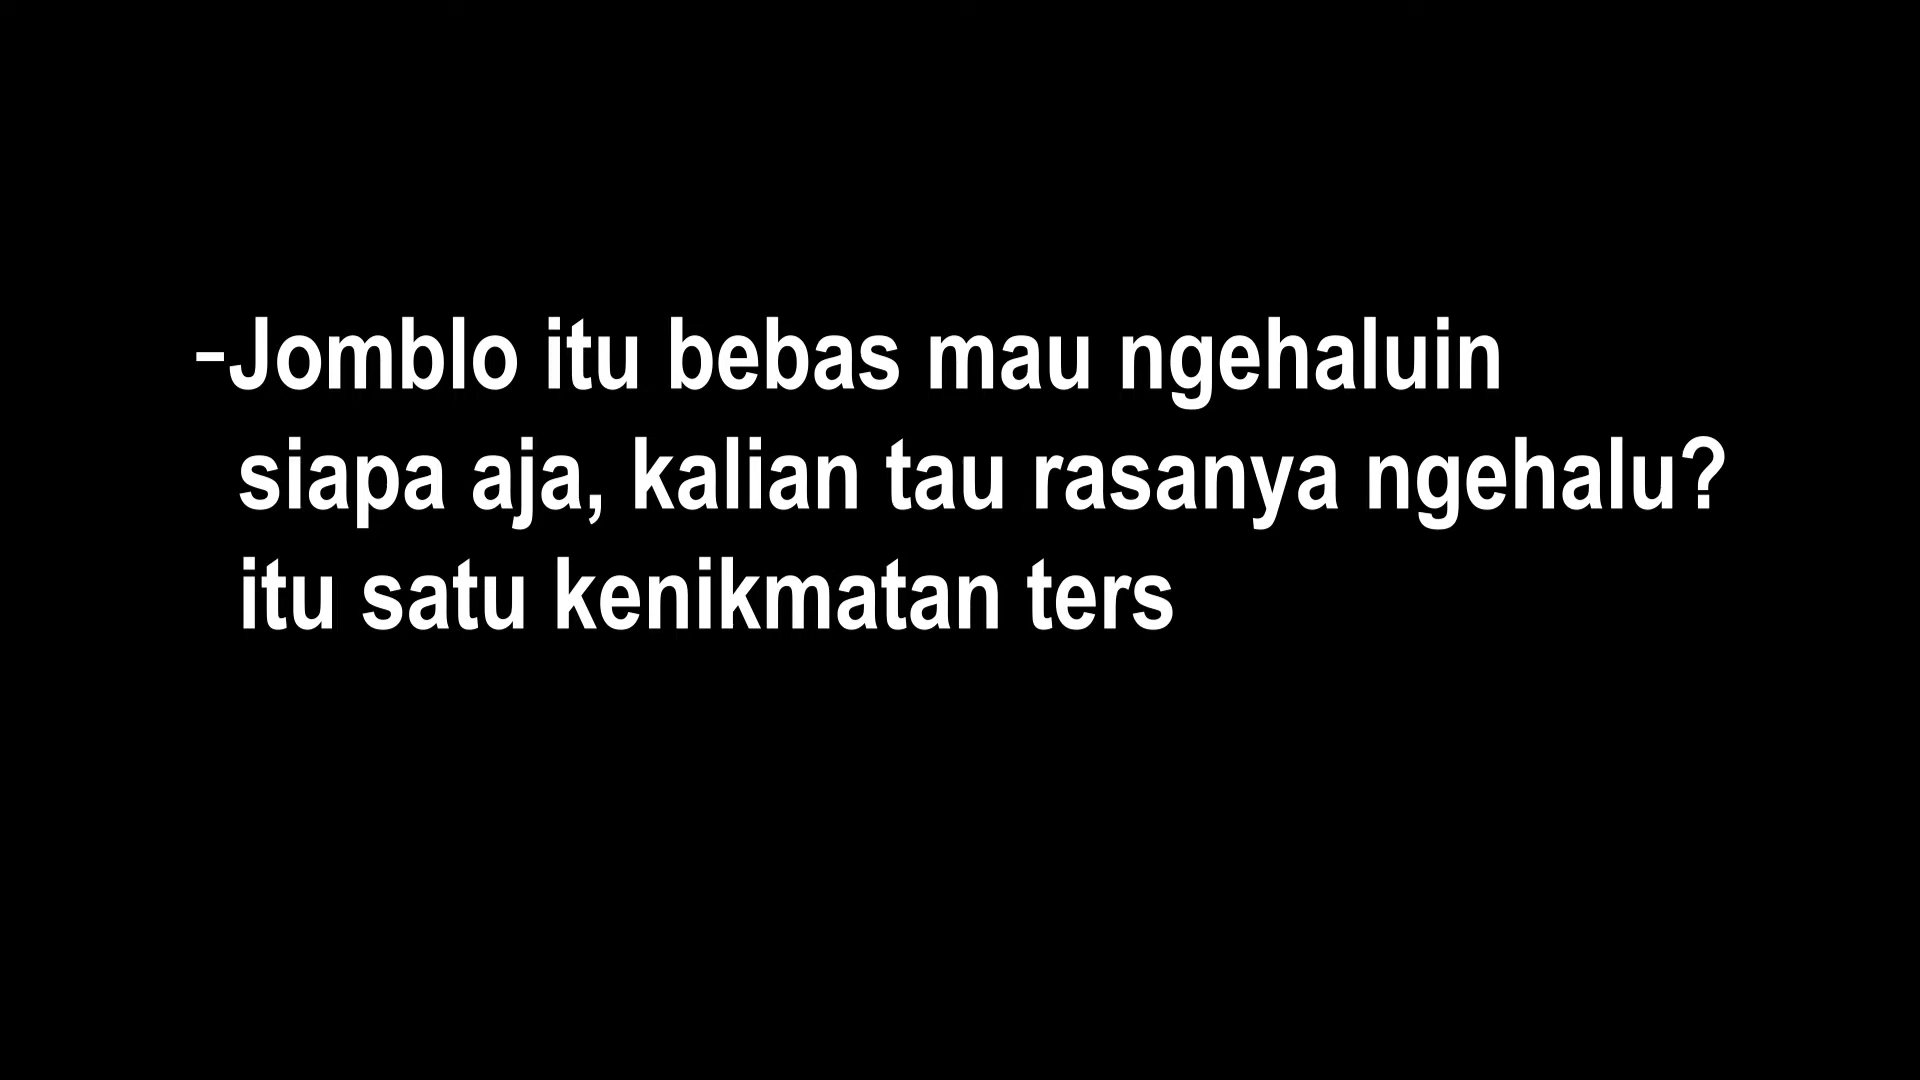 -Jomblo itu bebas mau ngehaluin
siapa aja, kalian tau rasanya ngehalu?
itu satu kenikmatan ters